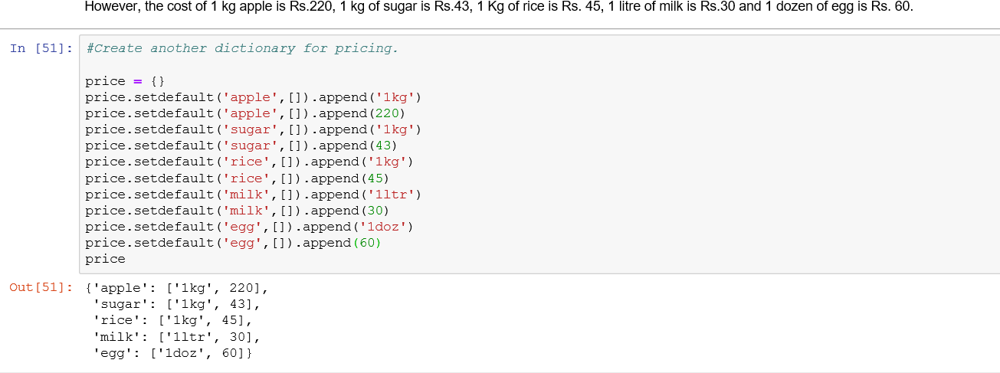 However, the cost of 1 kg apple is Rs.220, 1 kg of sugar is Rs.43, 1 Kg of rice is Rs. 45, 1 litre of milk is Rs.30 and 1 dozen of egg is Rs. 60.
In [51]: #Create another dictionary for pricing.
price = {}
price.setdefault('apple',[]).append('1kg')
price.setdefault('apple',[]).append(220)
price.setdefault('sugar',[]).append('1kg')
price.setdefault('sugar',[]).append(43)
price.setdefault('rice',[]).append('1kg')
price.setdefault('rice',[]).append(45)
price.setdefault('milk',[]).append('1ltr')
price.setdefault('milk',[]).append(30)
price.setdefault('egg',[]).append('1doz')
price.setdefault('egg',[]).append(60)
price
Out[51]: {'apple': ['1kg', 220],
'sugar': ['1kg', 43],
'rice': ['1kg', 45],
'milk': ['1ltr', 30],
'egg': ['1doz', 60]}